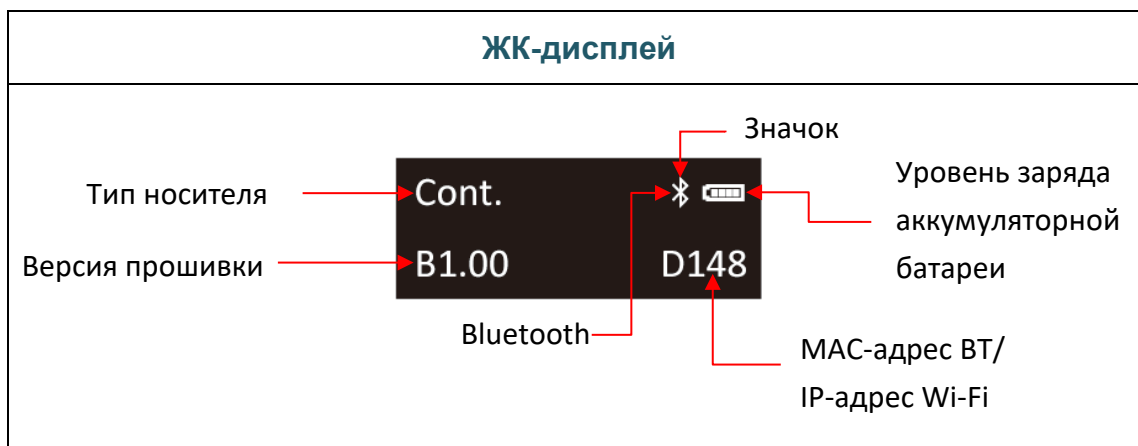 ЖК-дисплей
Значок
Уровень заряда
аккумуляторной
батареи
Тип носителя
Cont.
Версия прошивки
B1.00
D148
Bluetooth
MAC-адрес BT/
IP-адрес Wi-Fi